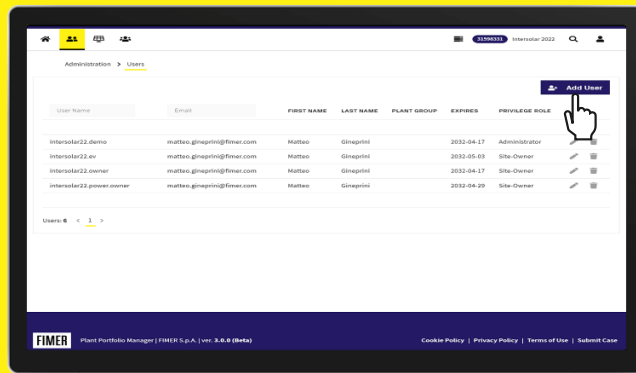 31596331 Intersolar 2022
Administration > Users
Add User
User Name Email FIRST NAME LAST NAME PLANT GROUP EXPIRES PRIVILEGE ROLE
intersolar22.demo matteo.gineprini@fimer.com Matteo Gineprini 2032-04-17 Administrator
intersolar22.ev matteo.gineprini@fimer.com Matteo Gineprini 2032-05-03 Site-Owner
intersolar22.owner matteo.gineprini@fimer.com Matteo Gineprini 2032-04-17 Site-Owner
intersolar22.power.owner matteo.gineprini@fimer.com Matteo Gineprini 2032-04-29 Site-Owner
Users: 6 < 1 >
FIMER Plant Portfolio Manager | FIMER S.p.A. | ver. 3.0.0 (Beta) Cookie Policy | Privacy Policy | Terms of Use | Submit Case